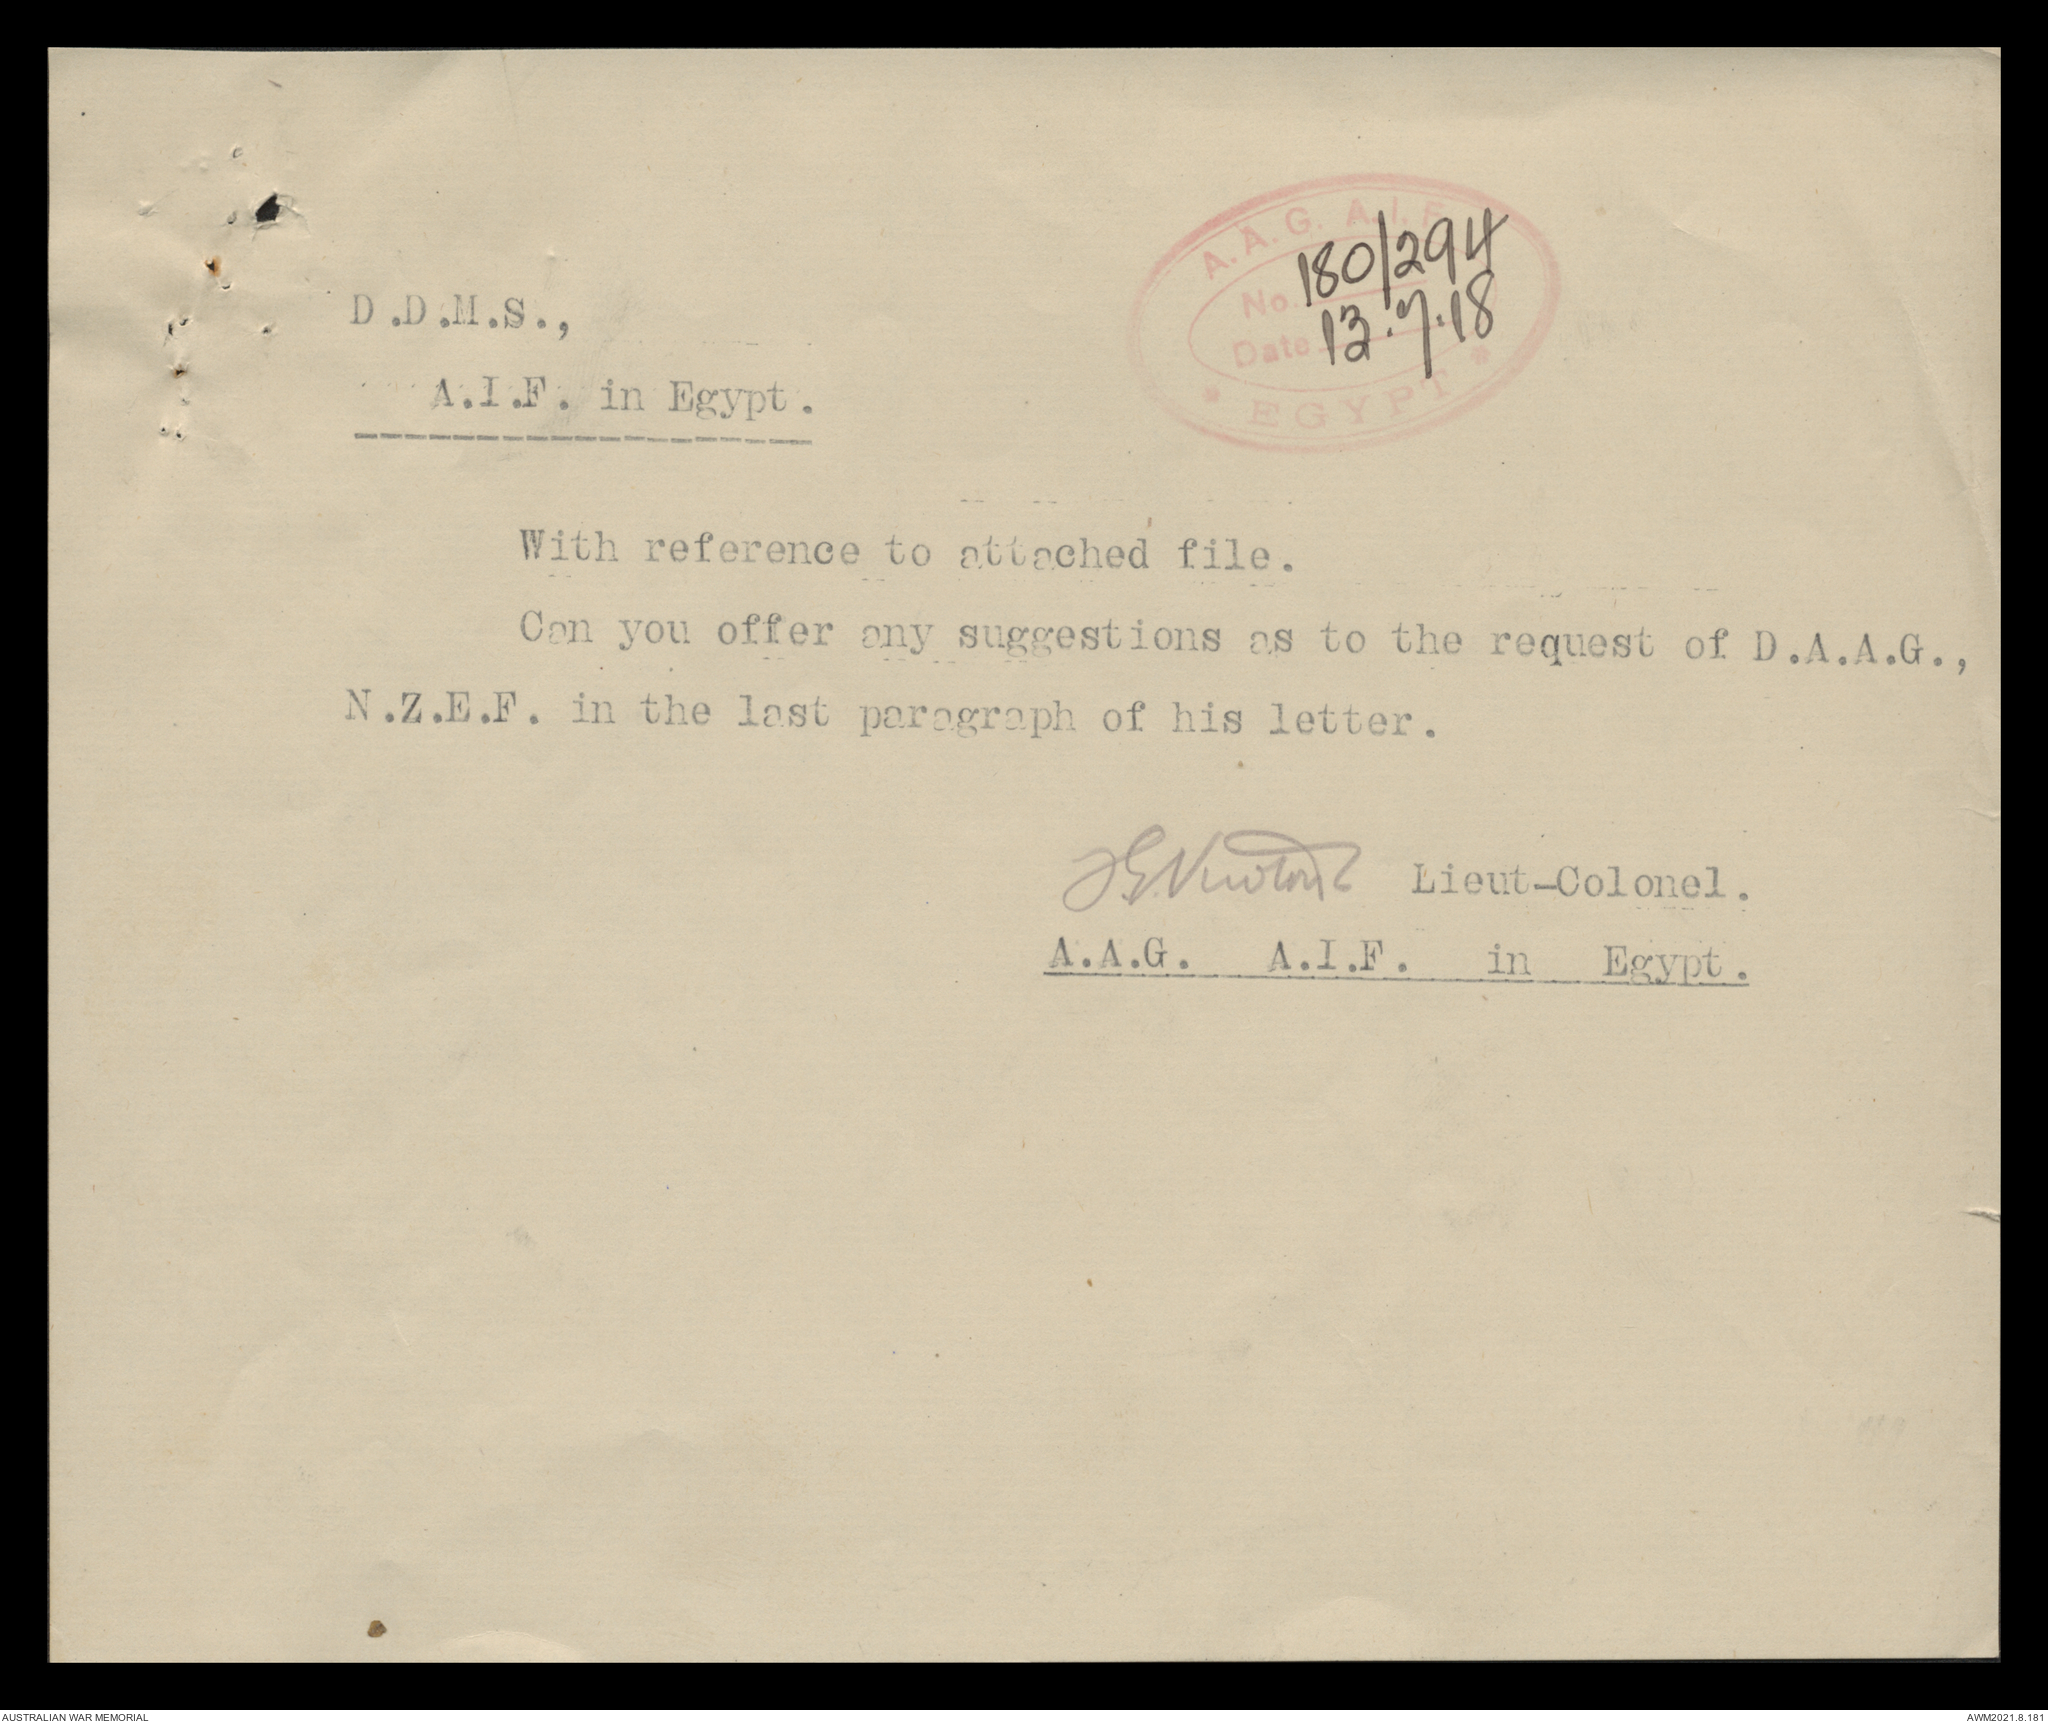 A.A.G. A.I.F.
No. 180/294
Date 13.7.18
EGYPT
D.D.M.S.,
A.I.F. in Egypt.
With reference to attached file.
Can you offer any suggestions as to the request of D.A.A.G.,
N.Z.E.F. in the last paragraph of his letter.
Lieut-Colonel.
A.A.G. A.I.F. in Egypt.
AUSTRALIAN WAR MEMORIAL
AWM2021.8.181